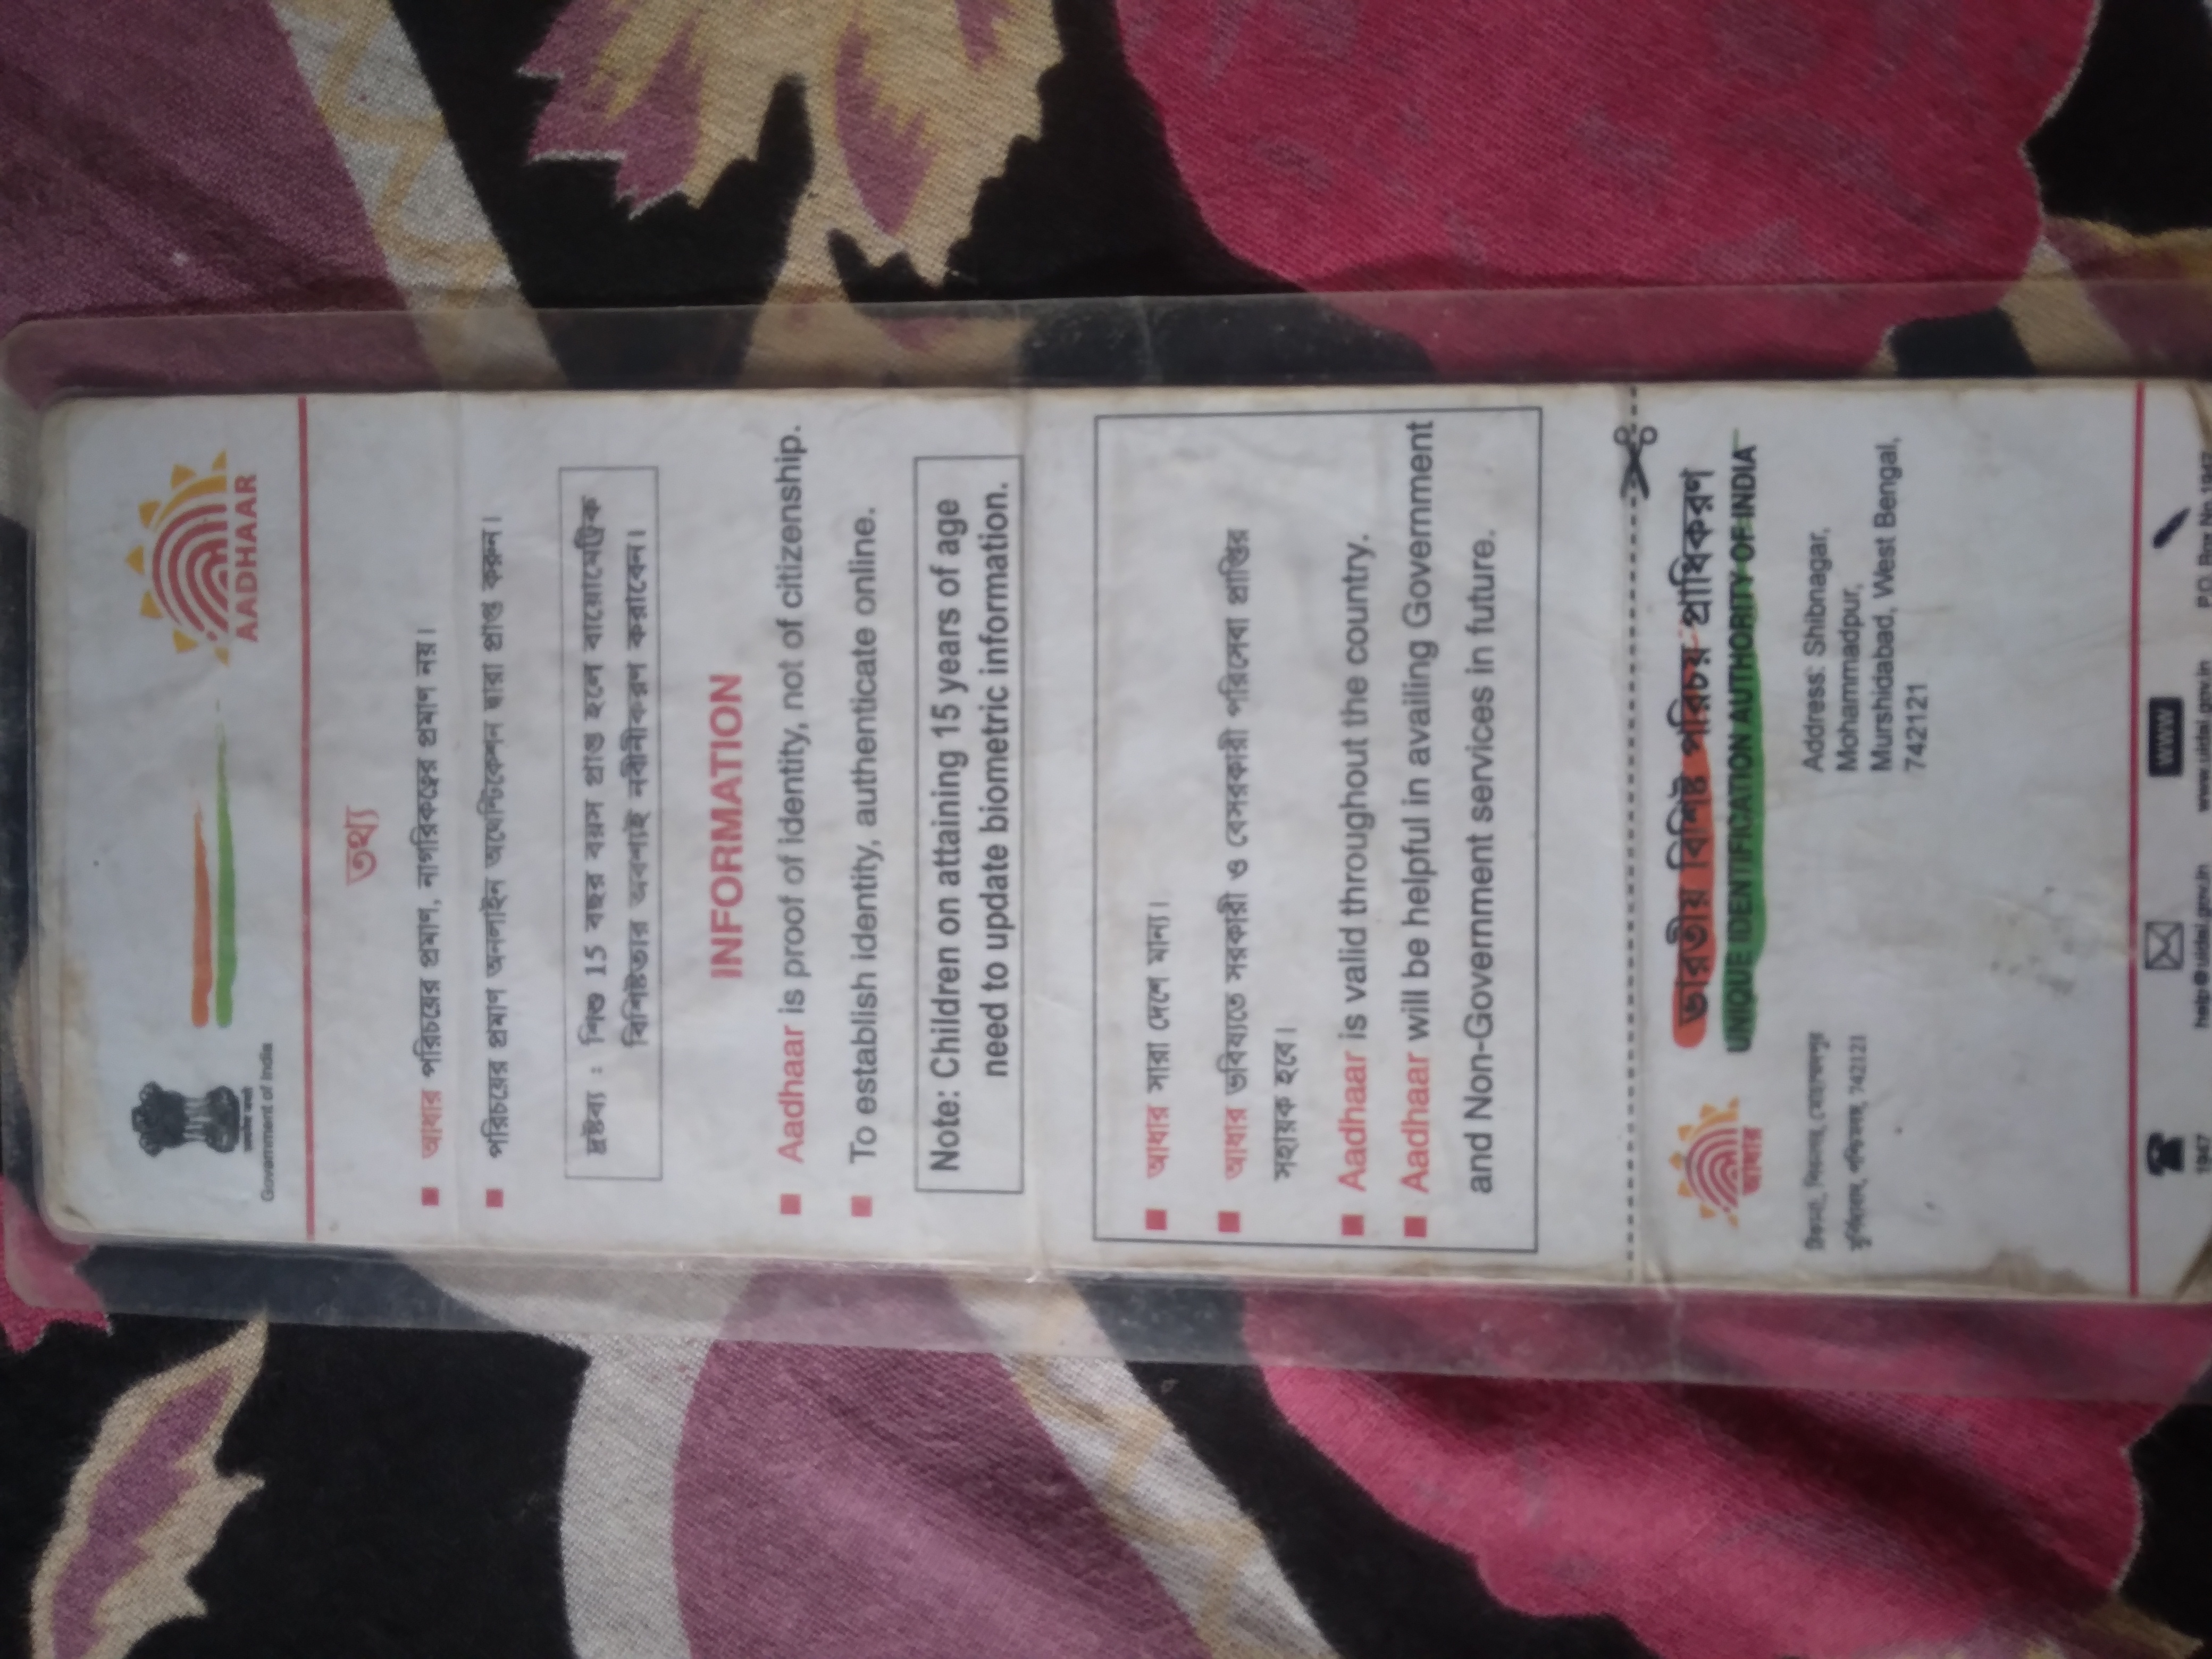 Government of India
AADHAAR
তথ্য
আধার পরিচয়ের প্রমাণ, নাগরিকত্বের প্রমাণ নয়।
পরিচয়ের প্রমাণ অনলাইন অথেন্টিকেশন দ্বারা প্রাপ্ত করুন।
দ্রষ্টব্য : শিশু 15 বছর বয়স প্রাপ্ত হলে বায়োমেট্রিক
বিশিষ্টতার অবশ্যই নবীনীকরণ করাবেন।
INFORMATION
Aadhaar is proof of identity, not of citizenship.
To establish identity, authenticate online.
Note: Children on attaining 15 years of age
need to update biometric information.
আধার সারা দেশে মান্য।
আধার ভবিষ্যতে সরকারী ও বেসরকারী পরিসেবা প্রাপ্তির
সহায়ক হবে।
Aadhaar is valid throughout the country.
Aadhaar will be helpful in availing Government
and Non-Government services in future.
ভারতীয় বিশিষ্ট পরিচয় প্রাধিকরণ
UNIQUE IDENTIFICATION AUTHORITY OF INDIA
আধার
ঠিকানা, শিবনগর, মোহাম্মদপুর
মুর্শিদাবাদ, পশ্চিমবঙ্গ, 742121
Address: Shibnagar,
Mohammadpur,
Murshidabad, West Bengal,
742121
WWW
1947
help@uidai.gov.in
www.uidai.gov.in
P.O. Box No.1947